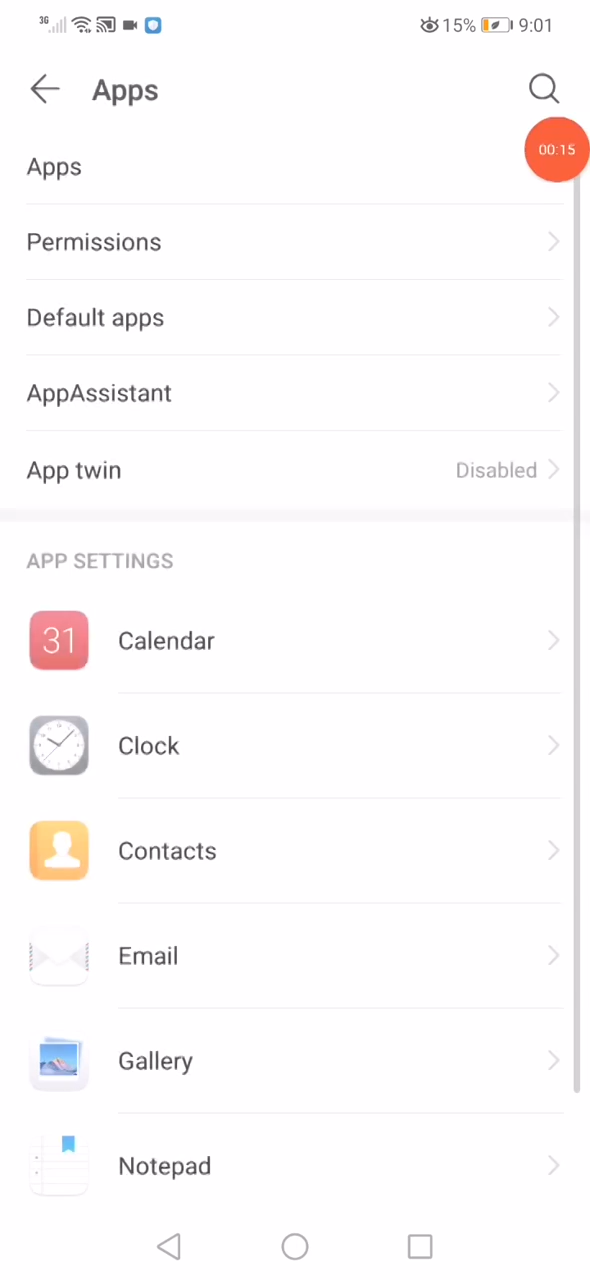 3G 15% 9:01
Apps
00:15
Apps
Permissions
Default apps
AppAssistant
App twin Disabled
APP SETTINGS
31 Calendar
Clock
Contacts
Email
Gallery
Notepad